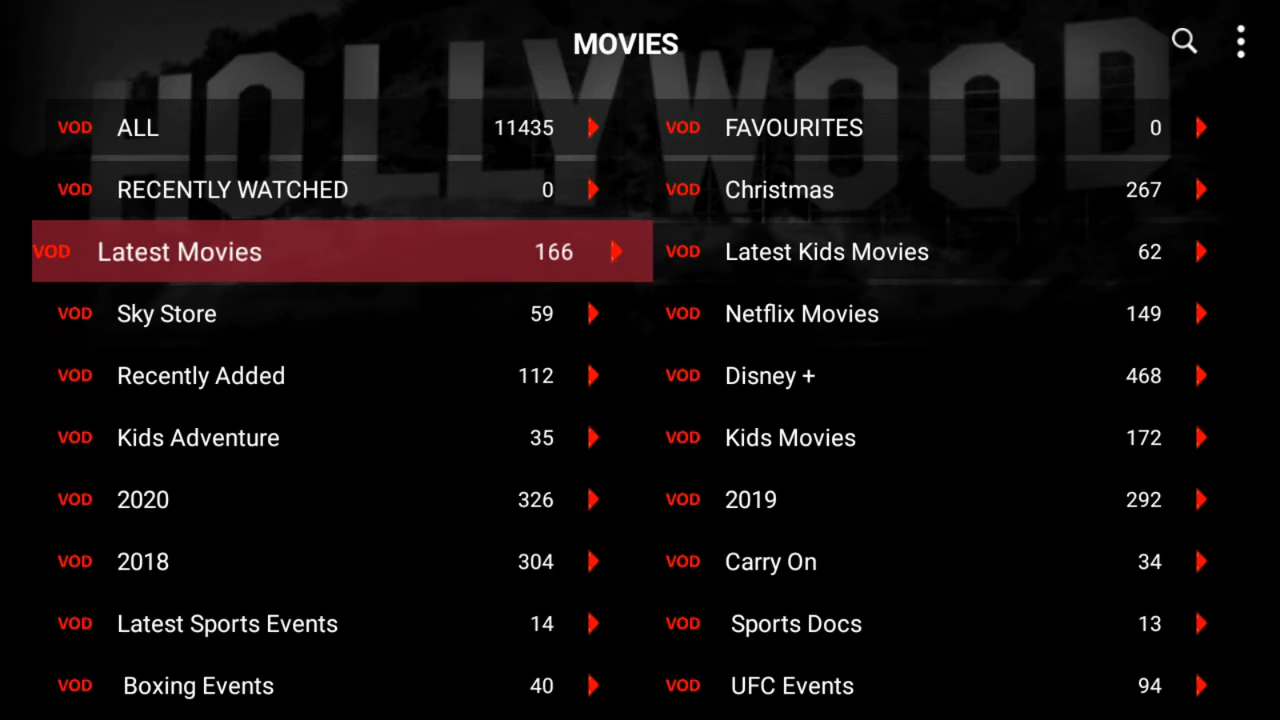 MOVIES
VOD ALL 11435 VOD FAVOURITES 0
VOD RECENTLY WATCHED 0 VOD Christmas 267
VOD Latest Movies 166 VOD Latest Kids Movies 62
VOD Sky Store 59 VOD Netflix Movies 149
VOD Recently Added 112 VOD Disney + 468
VOD Kids Adventure 35 VOD Kids Movies 172
VOD 2020 326 VOD 2019 292
VOD 2018 304 VOD Carry On 34
VOD Latest Sports Events 14 VOD Sports Docs 13
VOD Boxing Events 40 VOD UFC Events 94
HOLLYWOOD